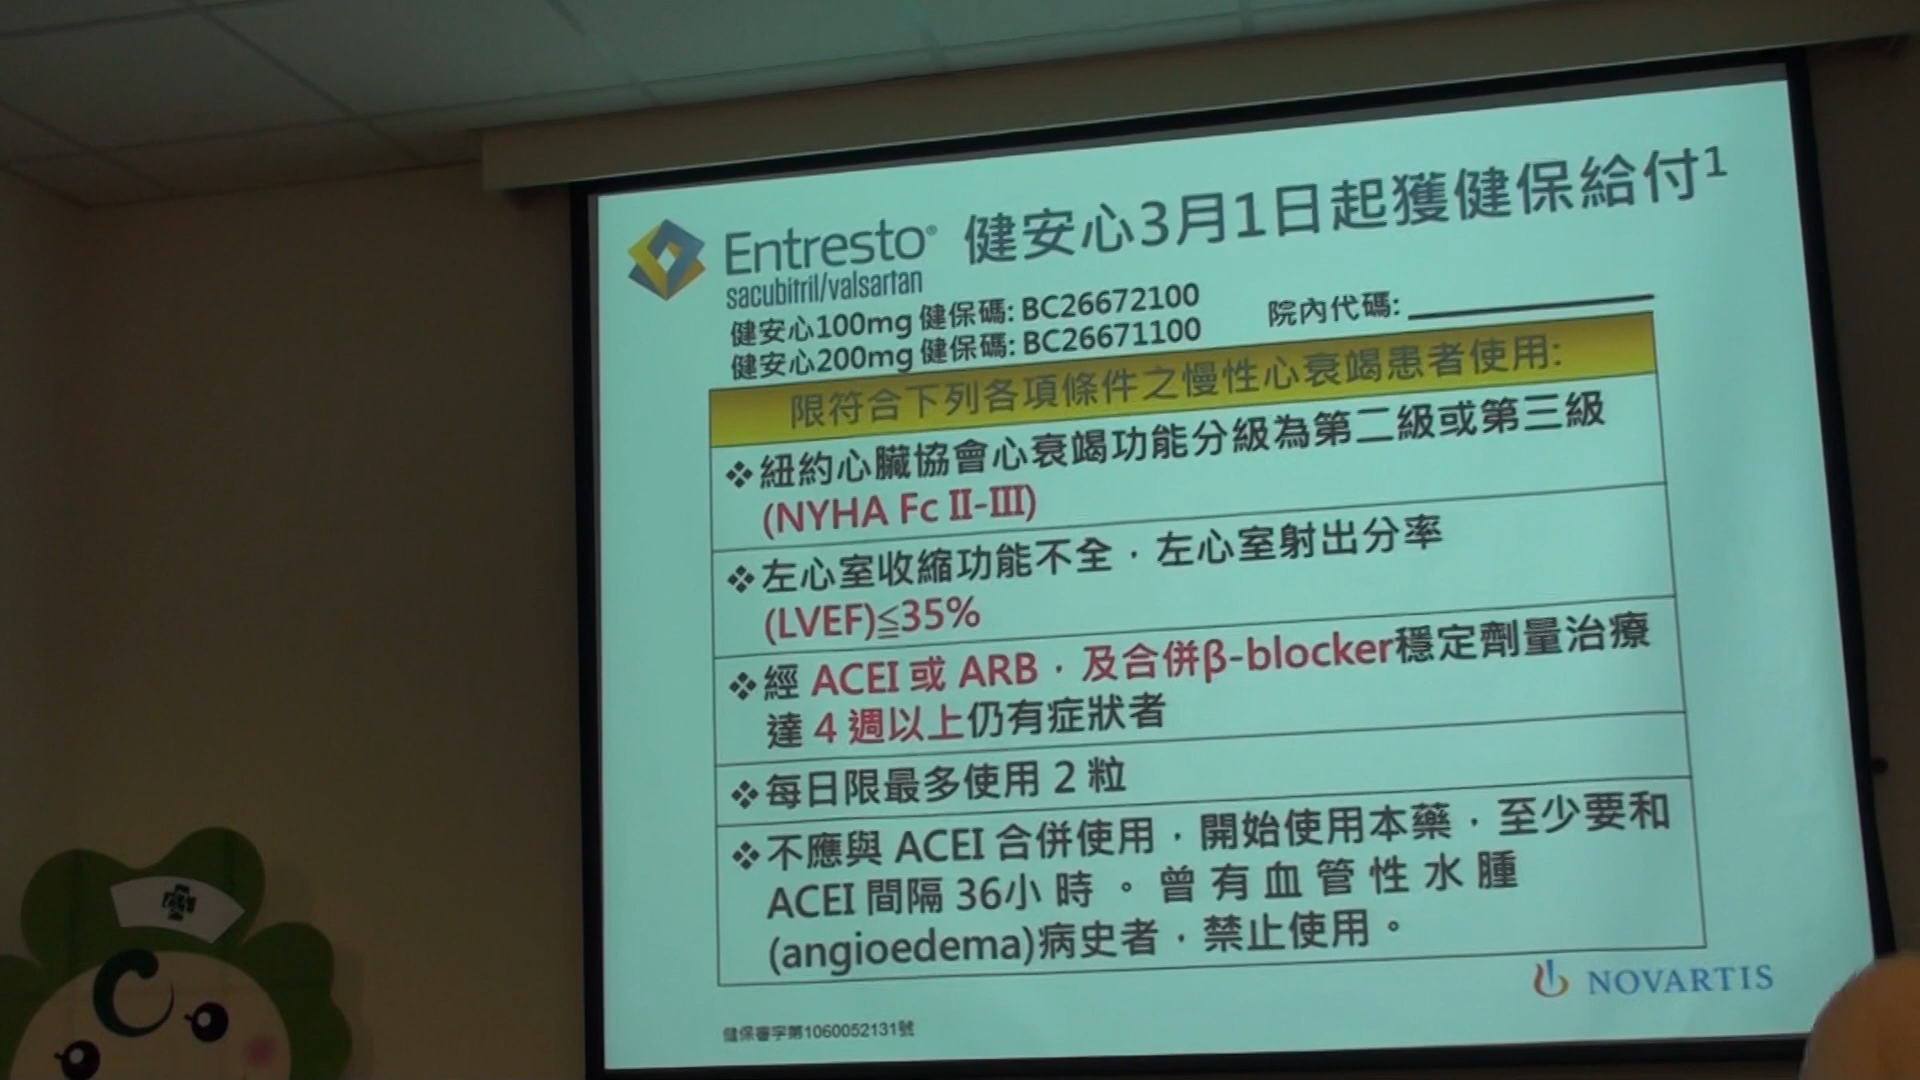 Entresto® 健安心3月1日起獲健保給付1
sacubitril/valsartan
健安心100mg 健保碼: BC26672100
健安心200mg 健保碼: BC26671100
院內代碼:
限符合下列各項條件之慢性心衰竭患者使用:
❖紐約心臟協會心衰竭功能分級為第二級或第三級
(NYHA Fc II-III)
❖左心室收縮功能不全，左心室射出分率
(LVEF)≦35%
❖經 ACEI 或 ARB，及合併β-blocker穩定劑量治療
達 4 週以上仍有症狀者
❖每日限最多使用 2 粒
❖不應與 ACEI 合併使用，開始使用本藥，至少要和
ACEI 間隔 36小時。曾有血管性水腫
(angioedema)病史者，禁止使用。
NOVARTIS
健保審字第1060052131號